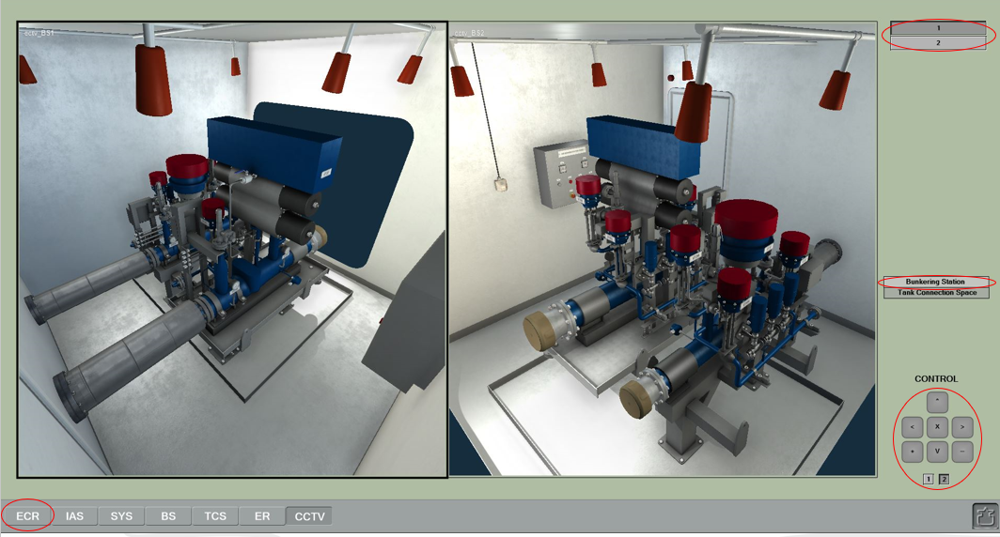 cctv_BS1
cctv_BS2
1
2
Bunkering Station
Tank Connection Space
CONTROL
^
< X >
+ V –
1 2
ECR IAS SYS BS TCS ER CCTV